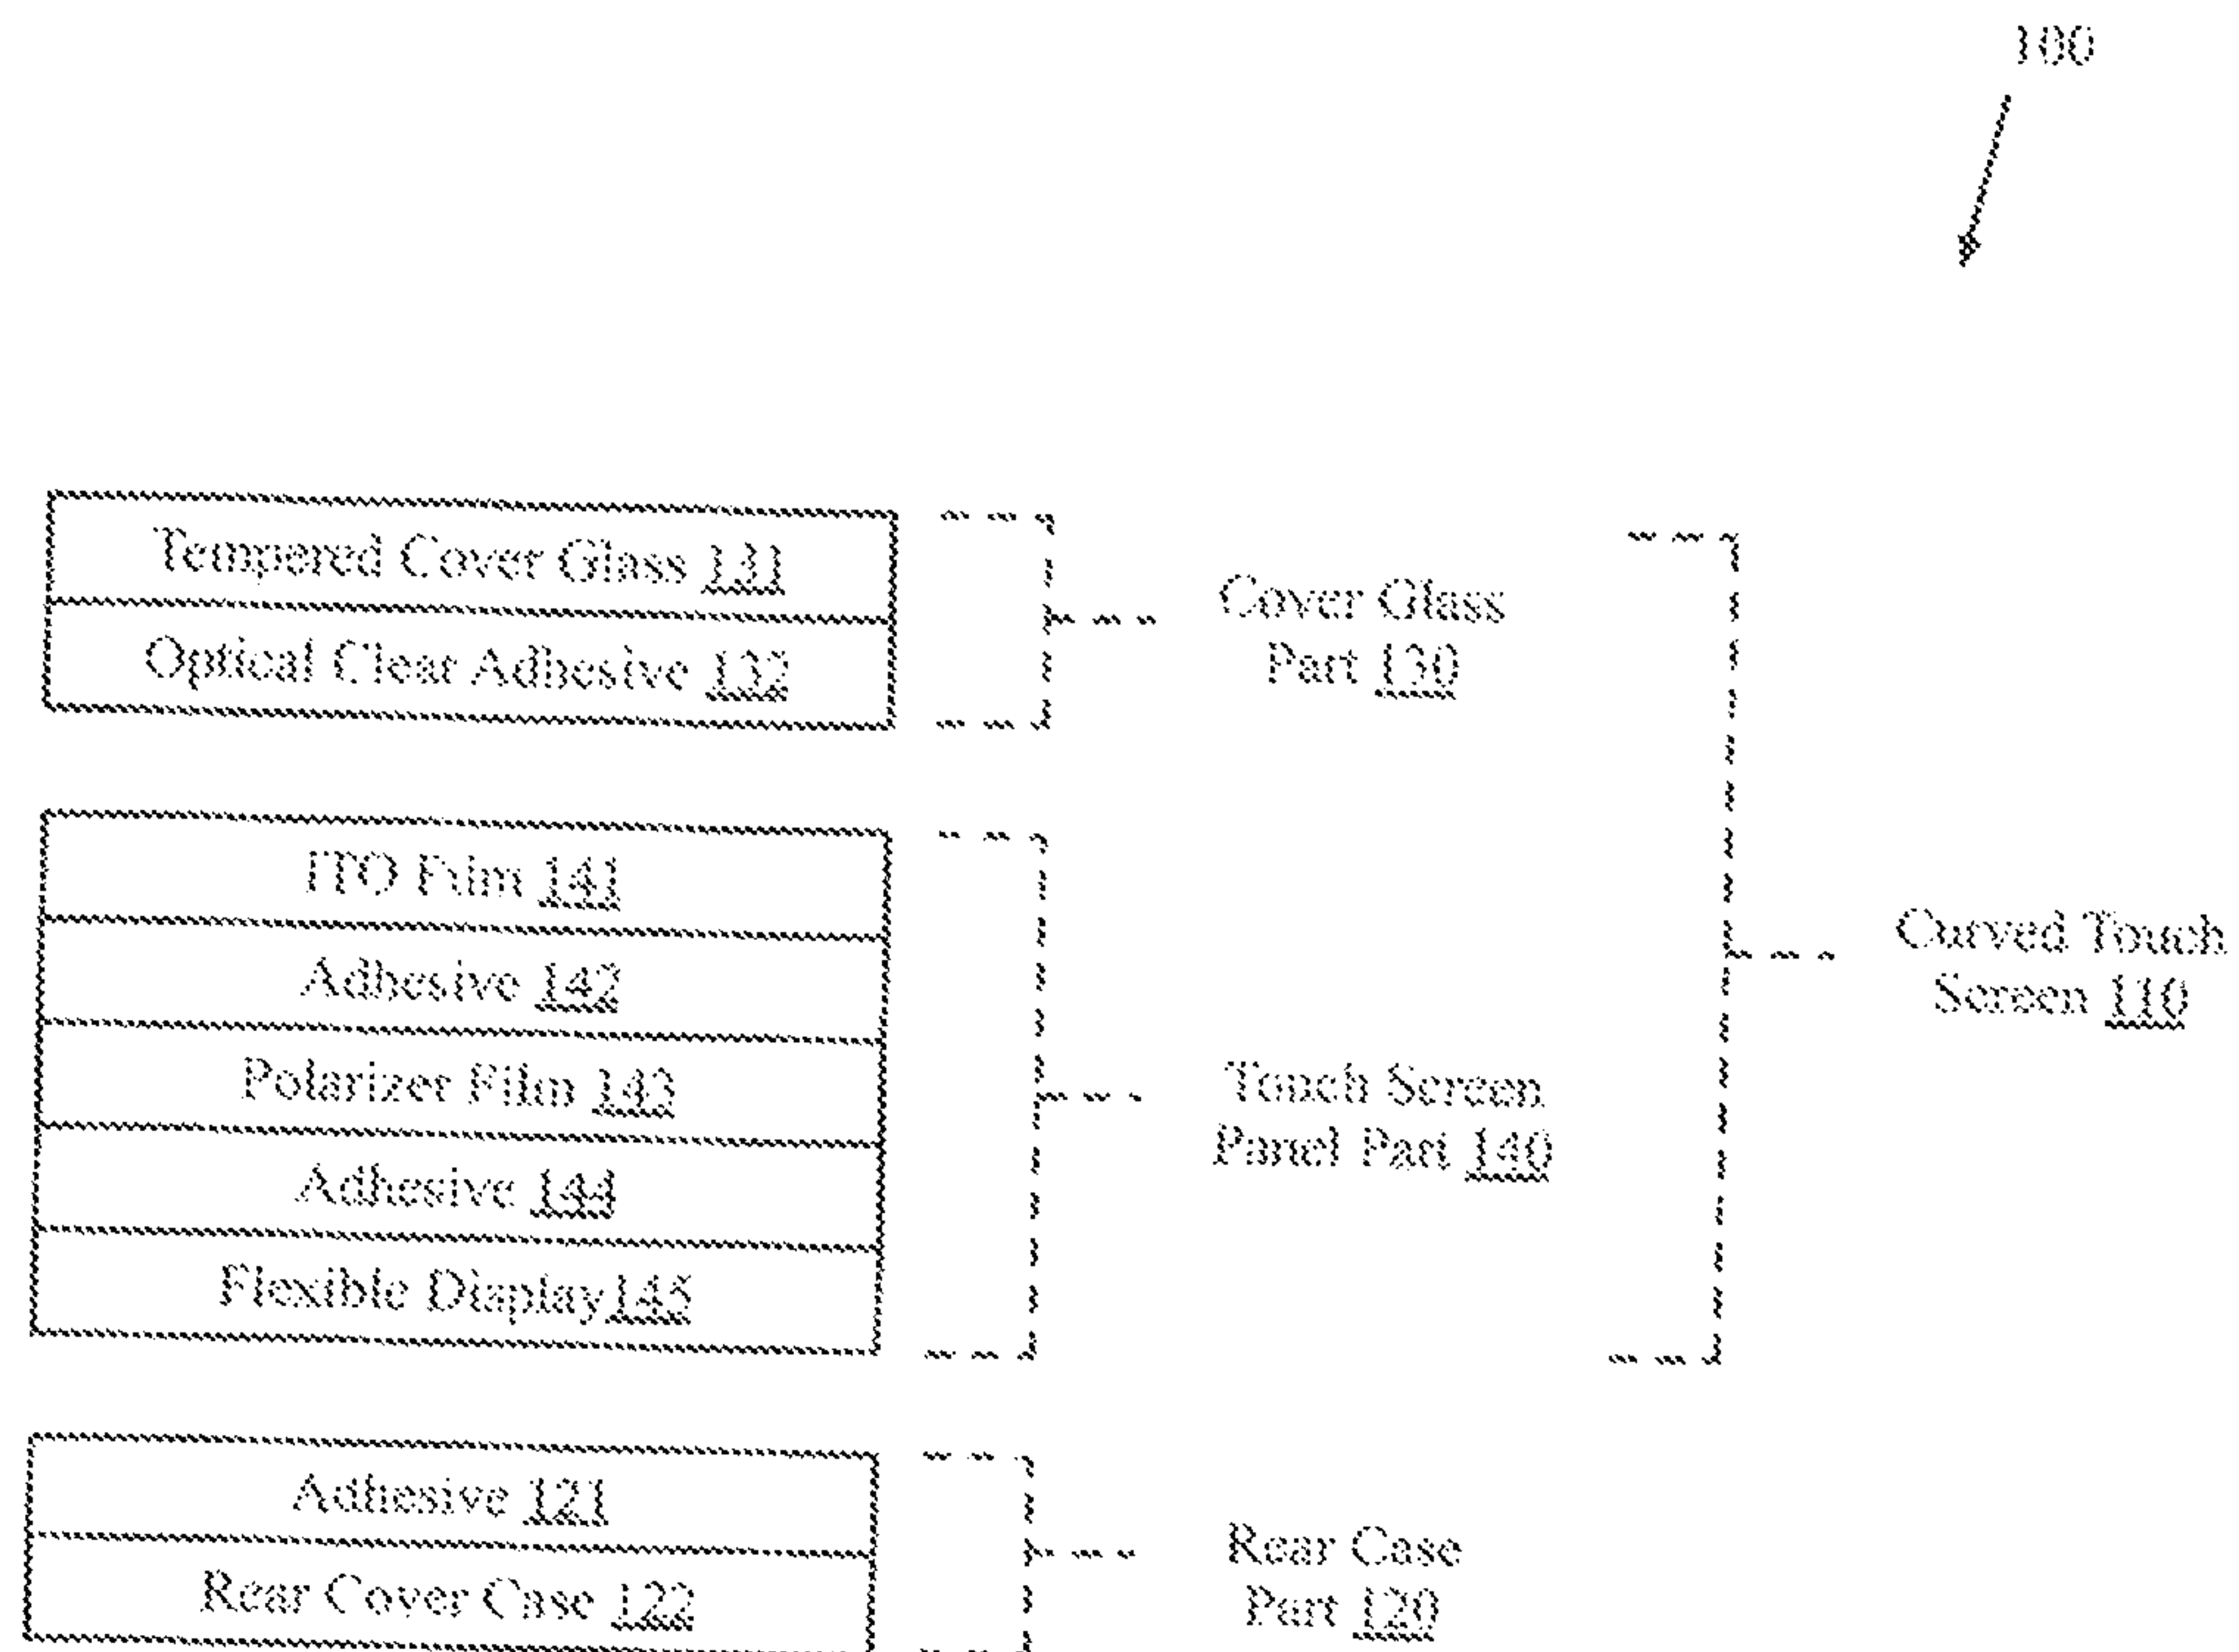 100
Tempered Cover Glass 131
Optical Clear Adhesive 132
Cover Glass
Part 130
ITO Film 141
Adhesive 142
Polarizer Film 143
Adhesive 144
Flexible Display 145
Touch Screen
Panel Part 140
Curved Touch
Screen 110
Adhesive 121
Rear Cover Case 122
Rear Case
Part 120